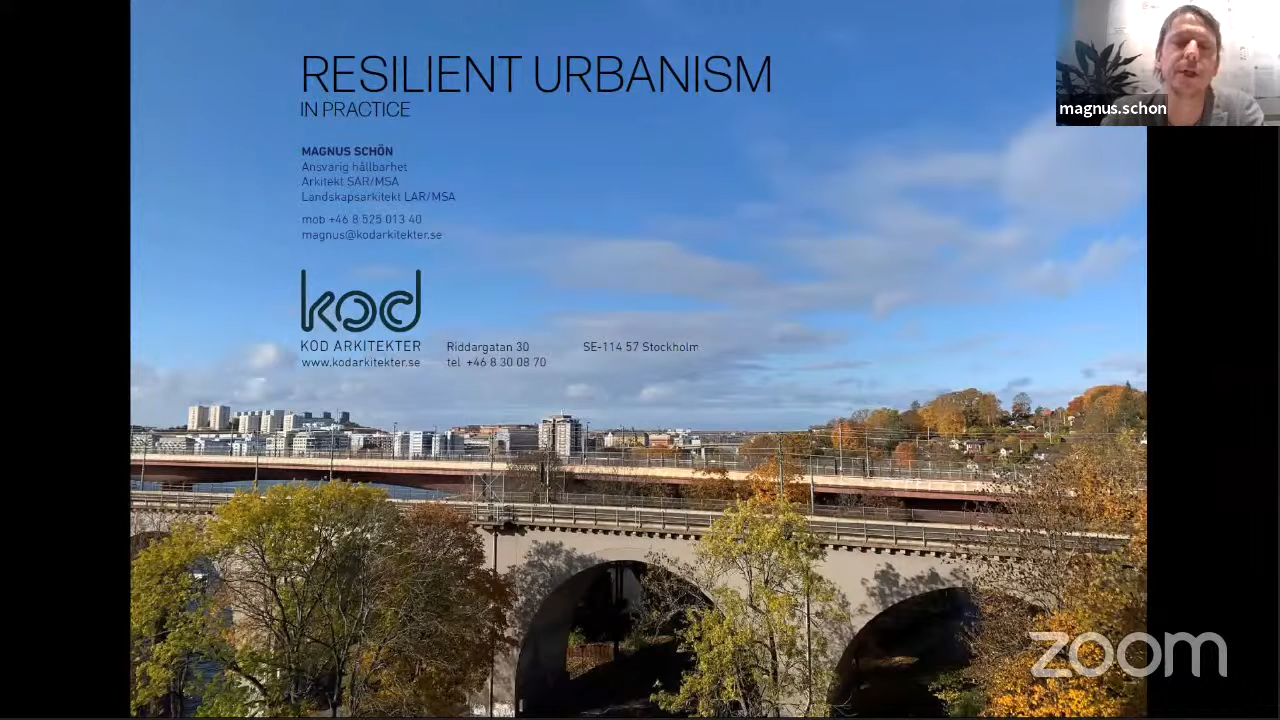 RESILIENT URBANISM
IN PRACTICE
magnus.schon
MAGNUS SCHÖN
Ansvarig hållbarhet
Arkitekt SAR/MSA
Landskapsarkitekt LAR/MSA
mob +46 8 525 013 40
magnus@kodarkitekter.se
kod
KOD ARKITEKTER
Riddargatan 30
SE-114 57 Stockholm
www.kodarkitekter.se
tel +46 8 30 08 70
zoom